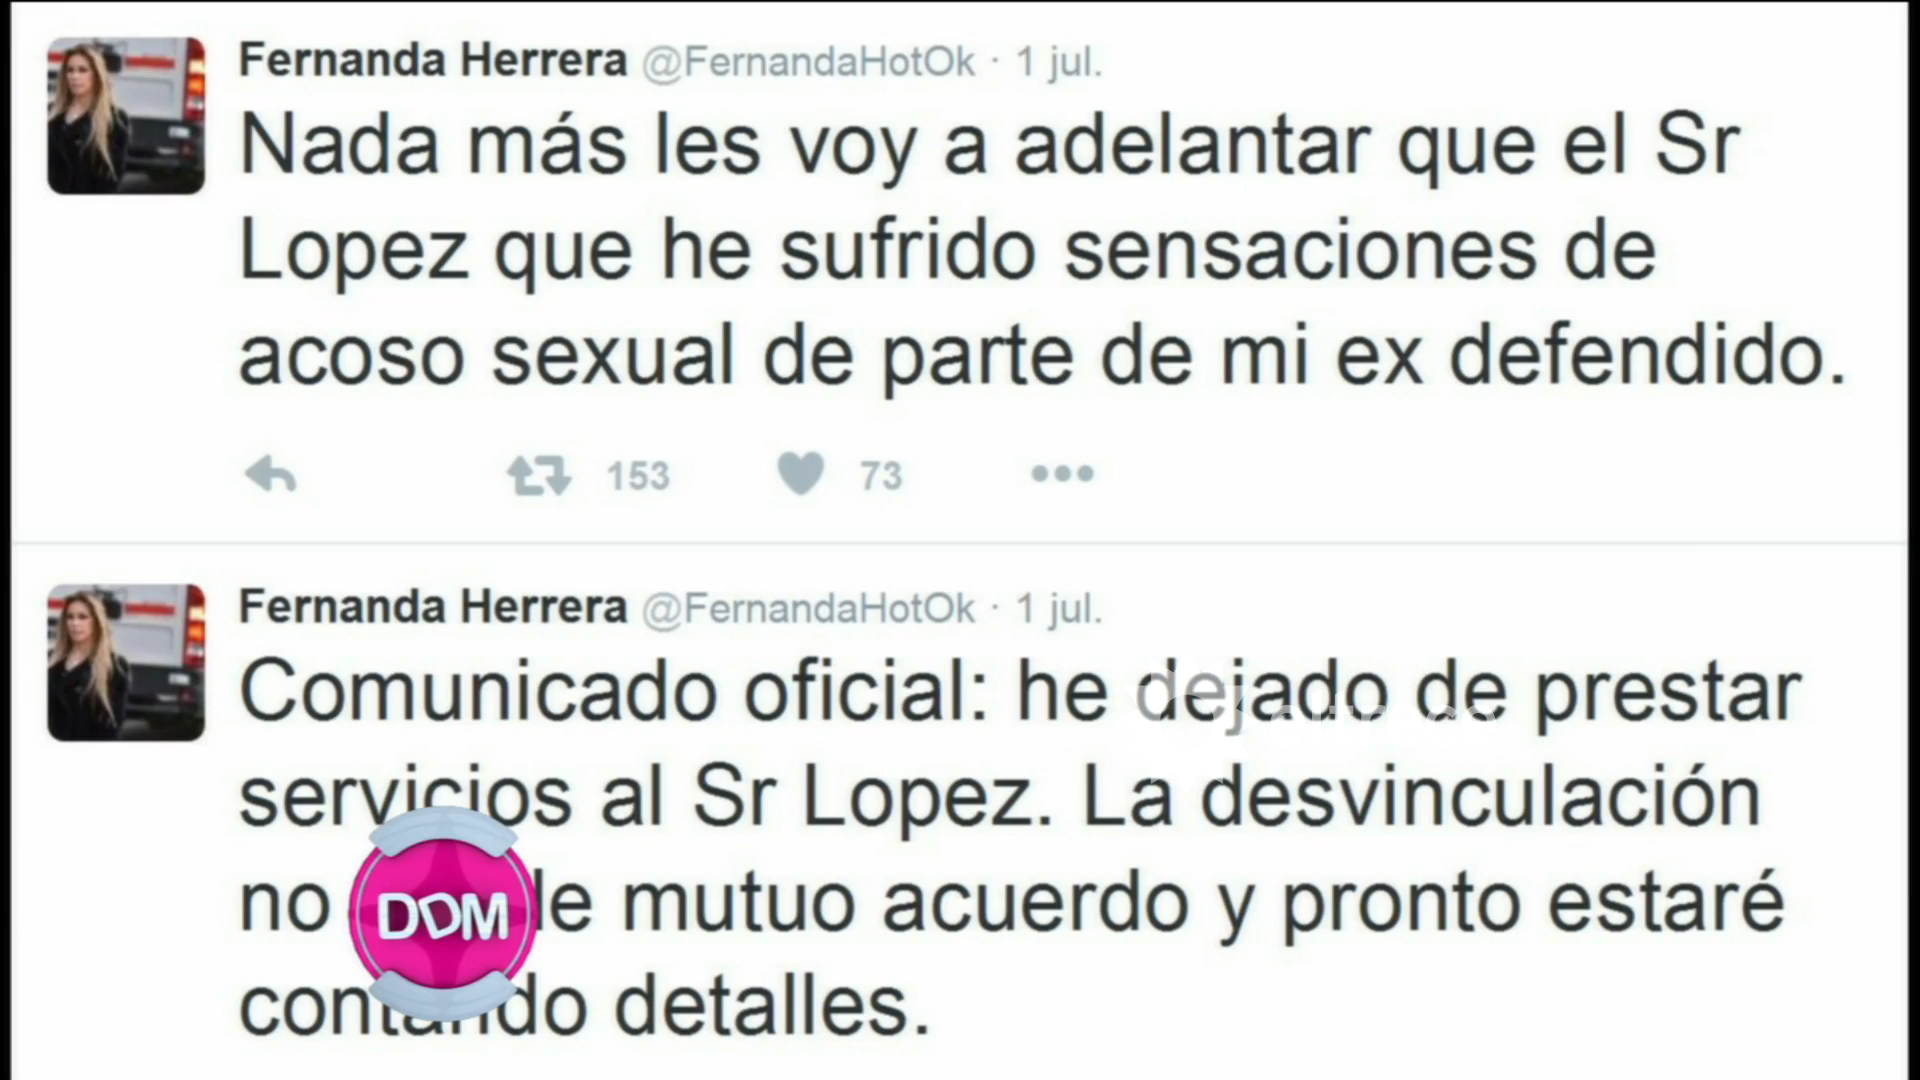 Fernanda Herrera @FernandaHotOk · 1 jul.
Nada más les voy a adelantar que el Sr
Lopez que he sufrido sensaciones de
acoso sexual de parte de mi ex defendido.
153 73
Fernanda Herrera @FernandaHotOk · 1 jul.
Comunicado oficial: he dejado de prestar
servicios al Sr Lopez. La desvinculación
no de mutuo acuerdo y pronto estaré
contando detalles.
DDM